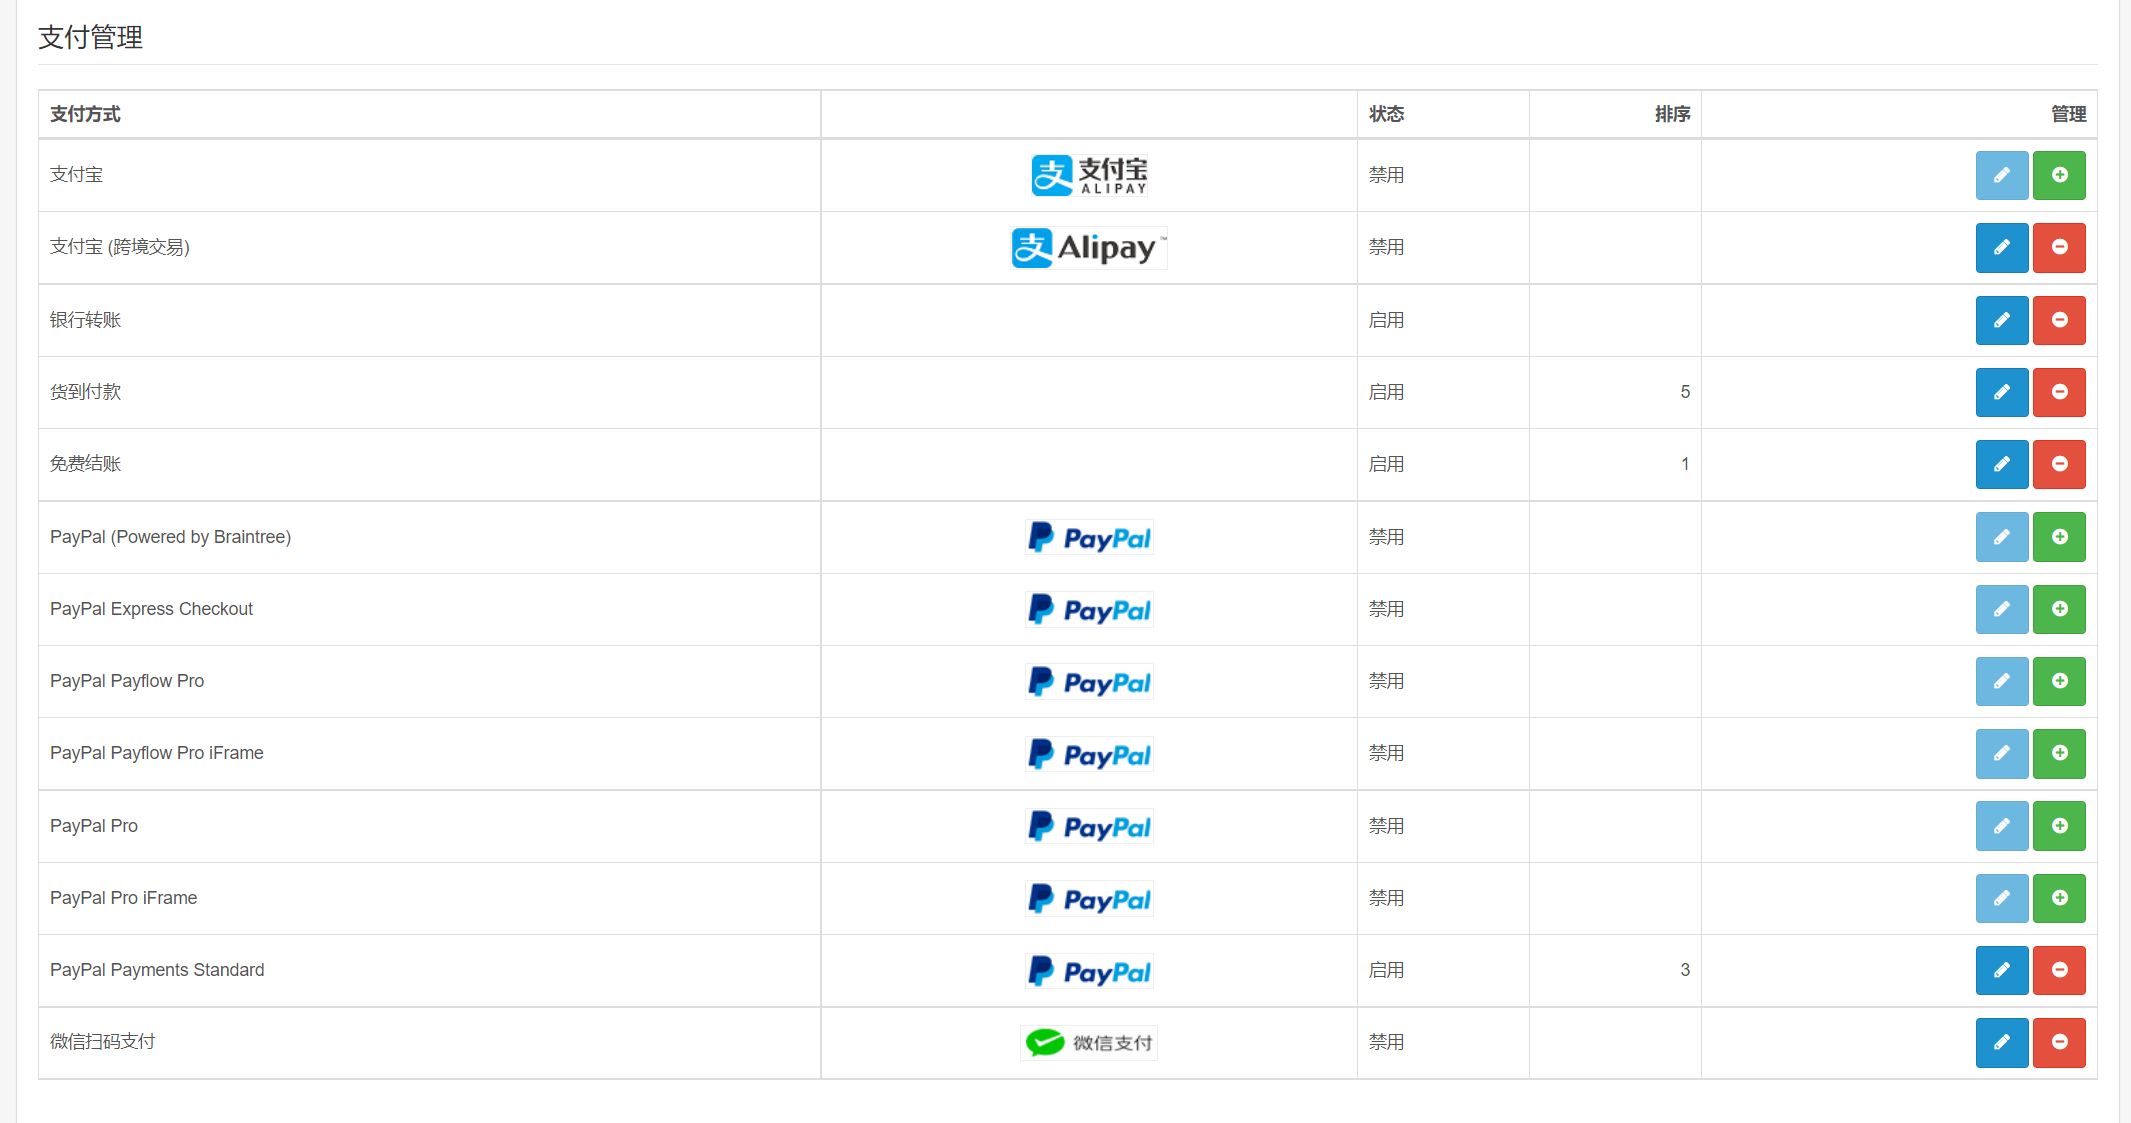 支付管理
支付方式 状态 排序 管理
支付宝 支付宝 ALIPAY 禁用
支付宝 (跨境交易) Alipay™ 禁用
银行转账 启用
货到付款 启用 5
免费结账 启用 1
PayPal (Powered by Braintree) PayPal 禁用
PayPal Express Checkout PayPal 禁用
PayPal Payflow Pro PayPal 禁用
PayPal Payflow Pro iFrame PayPal 禁用
PayPal Pro PayPal 禁用
PayPal Pro iFrame PayPal 禁用
PayPal Payments Standard PayPal 启用 3
微信扫码支付 微信支付 禁用